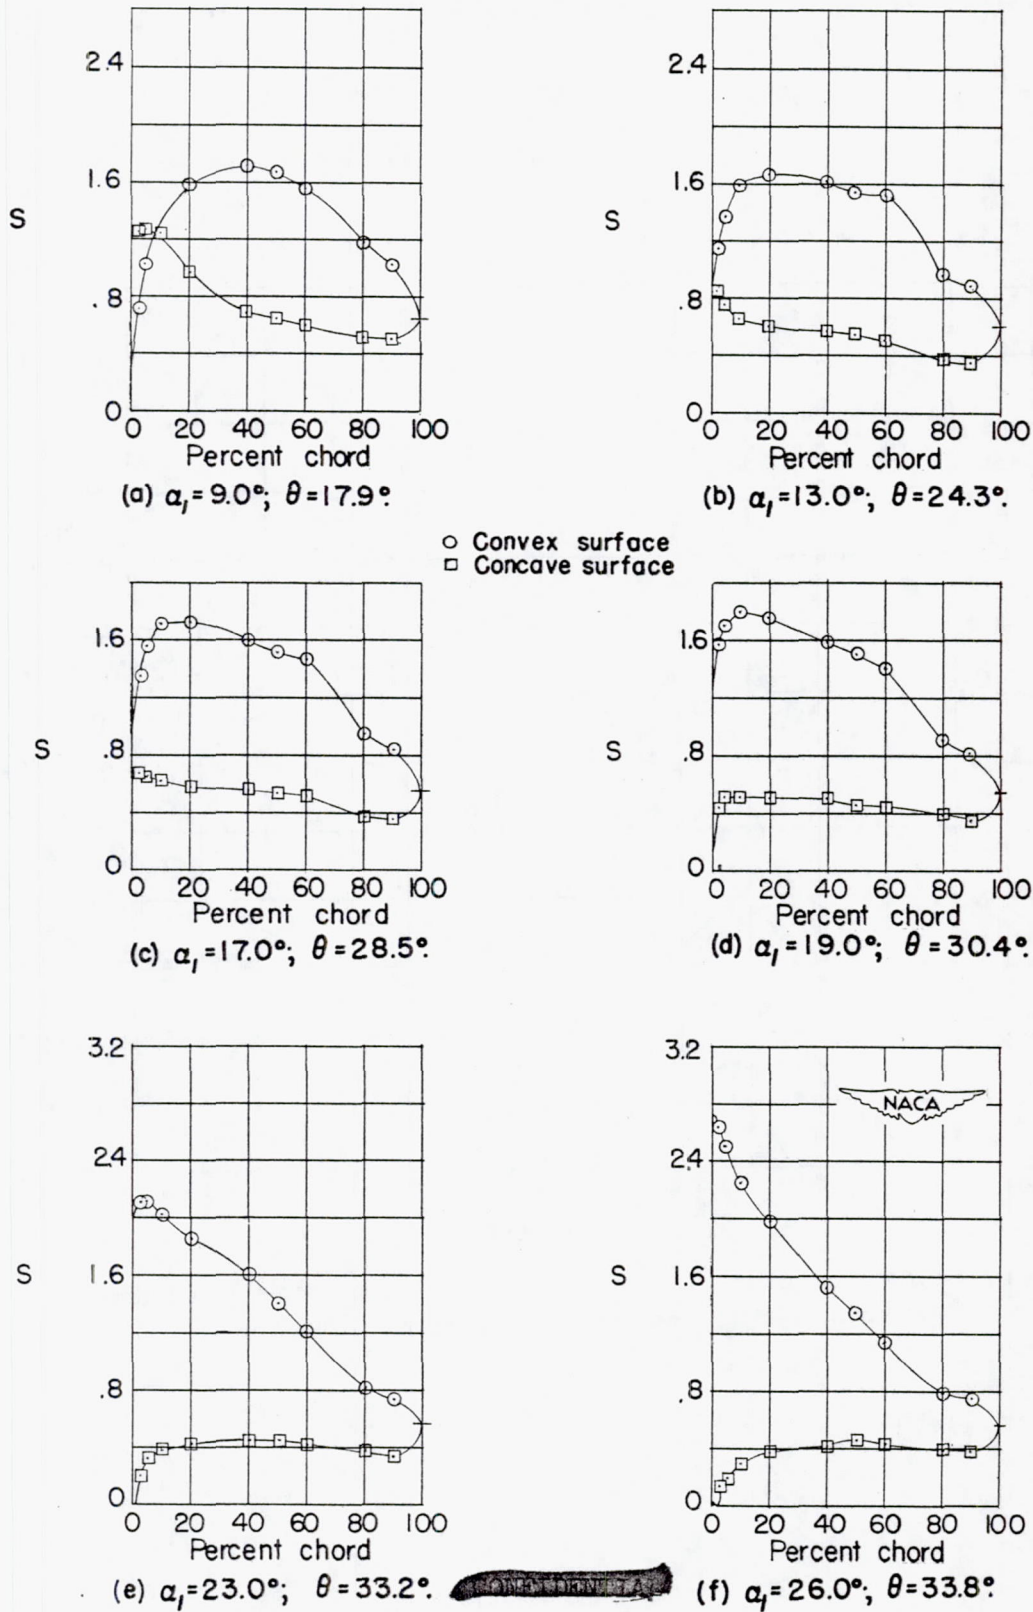 2.4
1.6
S
.8
0
0 20 40 60 80 100
Percent chord
(a) α₁=9.0°; θ=17.9°.
2.4
1.6
S
.8
0
0 20 40 60 80 100
Percent chord
(b) α₁=13.0°; θ=24.3°.
○ Convex surface
□ Concave surface
1.6
S
.8
0
0 20 40 60 80 100
Percent chord
(c) α₁=17.0°; θ=28.5°.
1.6
S
.8
0
0 20 40 60 80 100
Percent chord
(d) α₁=19.0°; θ=30.4°.
3.2
2.4
S
1.6
.8
0
0 20 40 60 80 100
Percent chord
(e) α₁=23.0°; θ=33.2°.
3.2
NACA
2.4
S
1.6
.8
0
0 20 40 60 80 100
Percent chord
(f) α₁=26.0°; θ=33.8°.